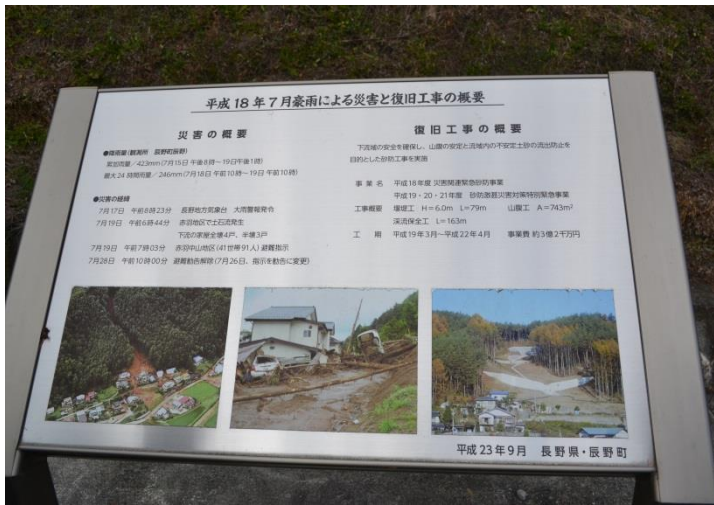 平成18年7月豪雨による災害と復旧工事の概要
災害の概要
●降雨量(観測所 辰野町辰野)
累加雨量/423mm(7月15日 午後8時~19日午後1時)
最大24時間雨量/246mm(7月18日 午前10時~19日 午前10時)
●災害の経緯
7月17日 午前8時23分 長野地方気象台 大雨警報発令
7月19日 午前6時44分 赤羽地区で土石流発生
下流の家屋全壊4戸、半壊3戸
7月19日 午前7時03分 赤羽中山地区(41世帯91人)避難指示
7月28日 午前10時00分 避難勧告解除(7月26日、指示を勧告に変更)
復旧工事の概要
下流域の安全を確保し、山腹の安定と流域内の不安定土砂の流出防止を
目的とした砂防工事を実施
事業名 平成18年度 災害関連緊急砂防事業
平成19・20・21年度 砂防激甚災害対策特別緊急事業
工事概要 堰堤工 H=6.0m L=79m 山腹工 A=743m²
渓流保全工 L=163m
工期 平成19年3月~平成22年4月 事業費 約3億2千万円
平成23年9月 長野県・辰野町